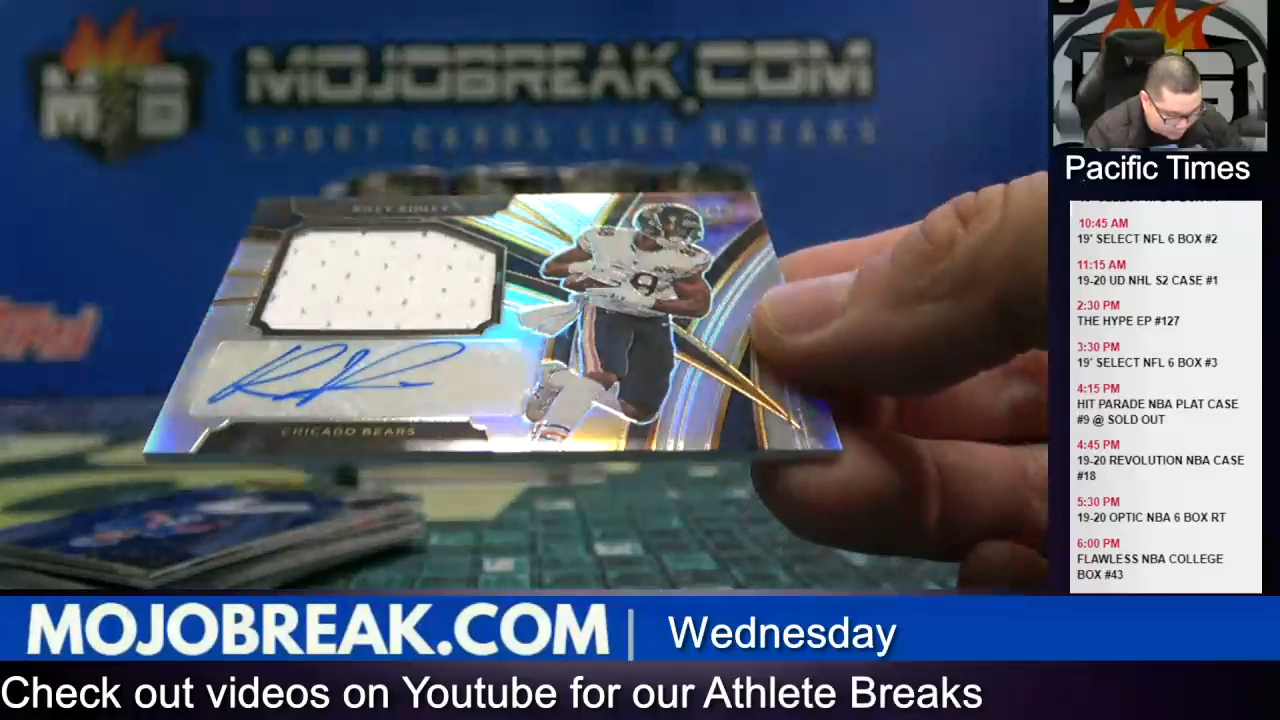 MOJOBREAK.COM
SPORT CARDS LIVE BREAKS
M B
RILEY RIDLEY
9
CHICAGO BEARS
Pacific Times
10:45 AM
19' SELECT NFL 6 BOX #2
11:15 AM
19-20 UD NHL S2 CASE #1
2:30 PM
THE HYPE EP #127
3:30 PM
19' SELECT NFL 6 BOX #3
4:15 PM
HIT PARADE NBA PLAT CASE
#9 @ SOLD OUT
4:45 PM
19-20 REVOLUTION NBA CASE
#18
5:30 PM
19-20 OPTIC NBA 6 BOX RT
6:00 PM
FLAWLESS NBA COLLEGE
BOX #43
MOJOBREAK.COM | Wednesday
Check out videos on Youtube for our Athlete Breaks